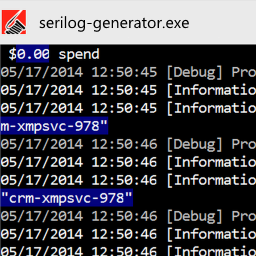 serilog-generator.exe
$0.00 spend
05/17/2014 12:50:45 [Debug] Pro
05/17/2014 12:50:45 [Informatio
05/17/2014 12:50:45 [Informatio
m-xmpsvc-978"
05/17/2014 12:50:46 [Debug] Pro
05/17/2014 12:50:46 [Informatio
05/17/2014 12:50:46 [Informatio
"crm-xmpsvc-978"
05/17/2014 12:50:46 [Debug] Pro
05/17/2014 12:50:46 [Informatio
05/17/2014 12:50:46 [Informatio